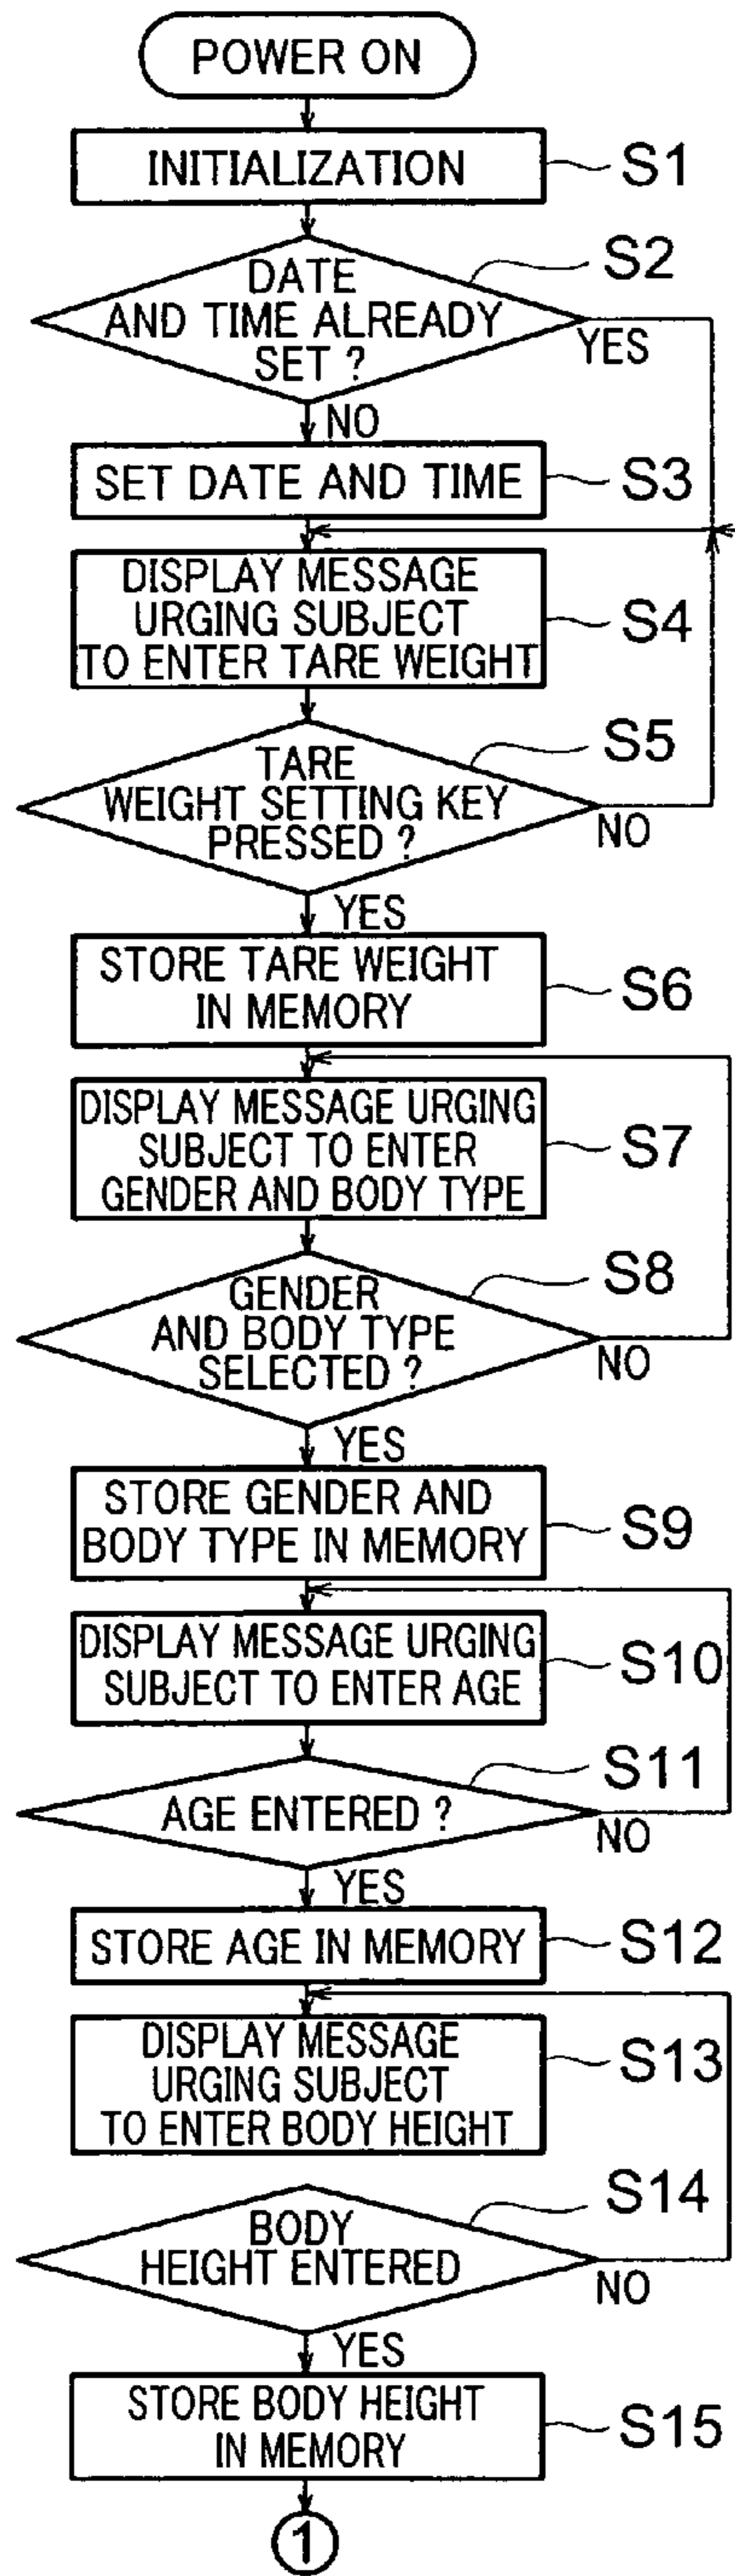 POWER ON
INITIALIZATION
S1
DATE
AND TIME ALREADY
SET ?
S2
YES
NO
SET DATE AND TIME
S3
DISPLAY MESSAGE
URGING SUBJECT
TO ENTER TARE WEIGHT
S4
TARE
WEIGHT SETTING KEY
PRESSED ?
S5
NO
YES
STORE TARE WEIGHT
IN MEMORY
S6
DISPLAY MESSAGE URGING
SUBJECT TO ENTER
GENDER AND BODY TYPE
S7
GENDER
AND BODY TYPE
SELECTED ?
S8
NO
YES
STORE GENDER AND
BODY TYPE IN MEMORY
S9
DISPLAY MESSAGE URGING
SUBJECT TO ENTER AGE
S10
AGE ENTERED ?
S11
NO
YES
STORE AGE IN MEMORY
S12
DISPLAY MESSAGE
URGING SUBJECT
TO ENTER BODY HEIGHT
S13
BODY
HEIGHT ENTERED
S14
NO
YES
STORE BODY HEIGHT
IN MEMORY
S15
1